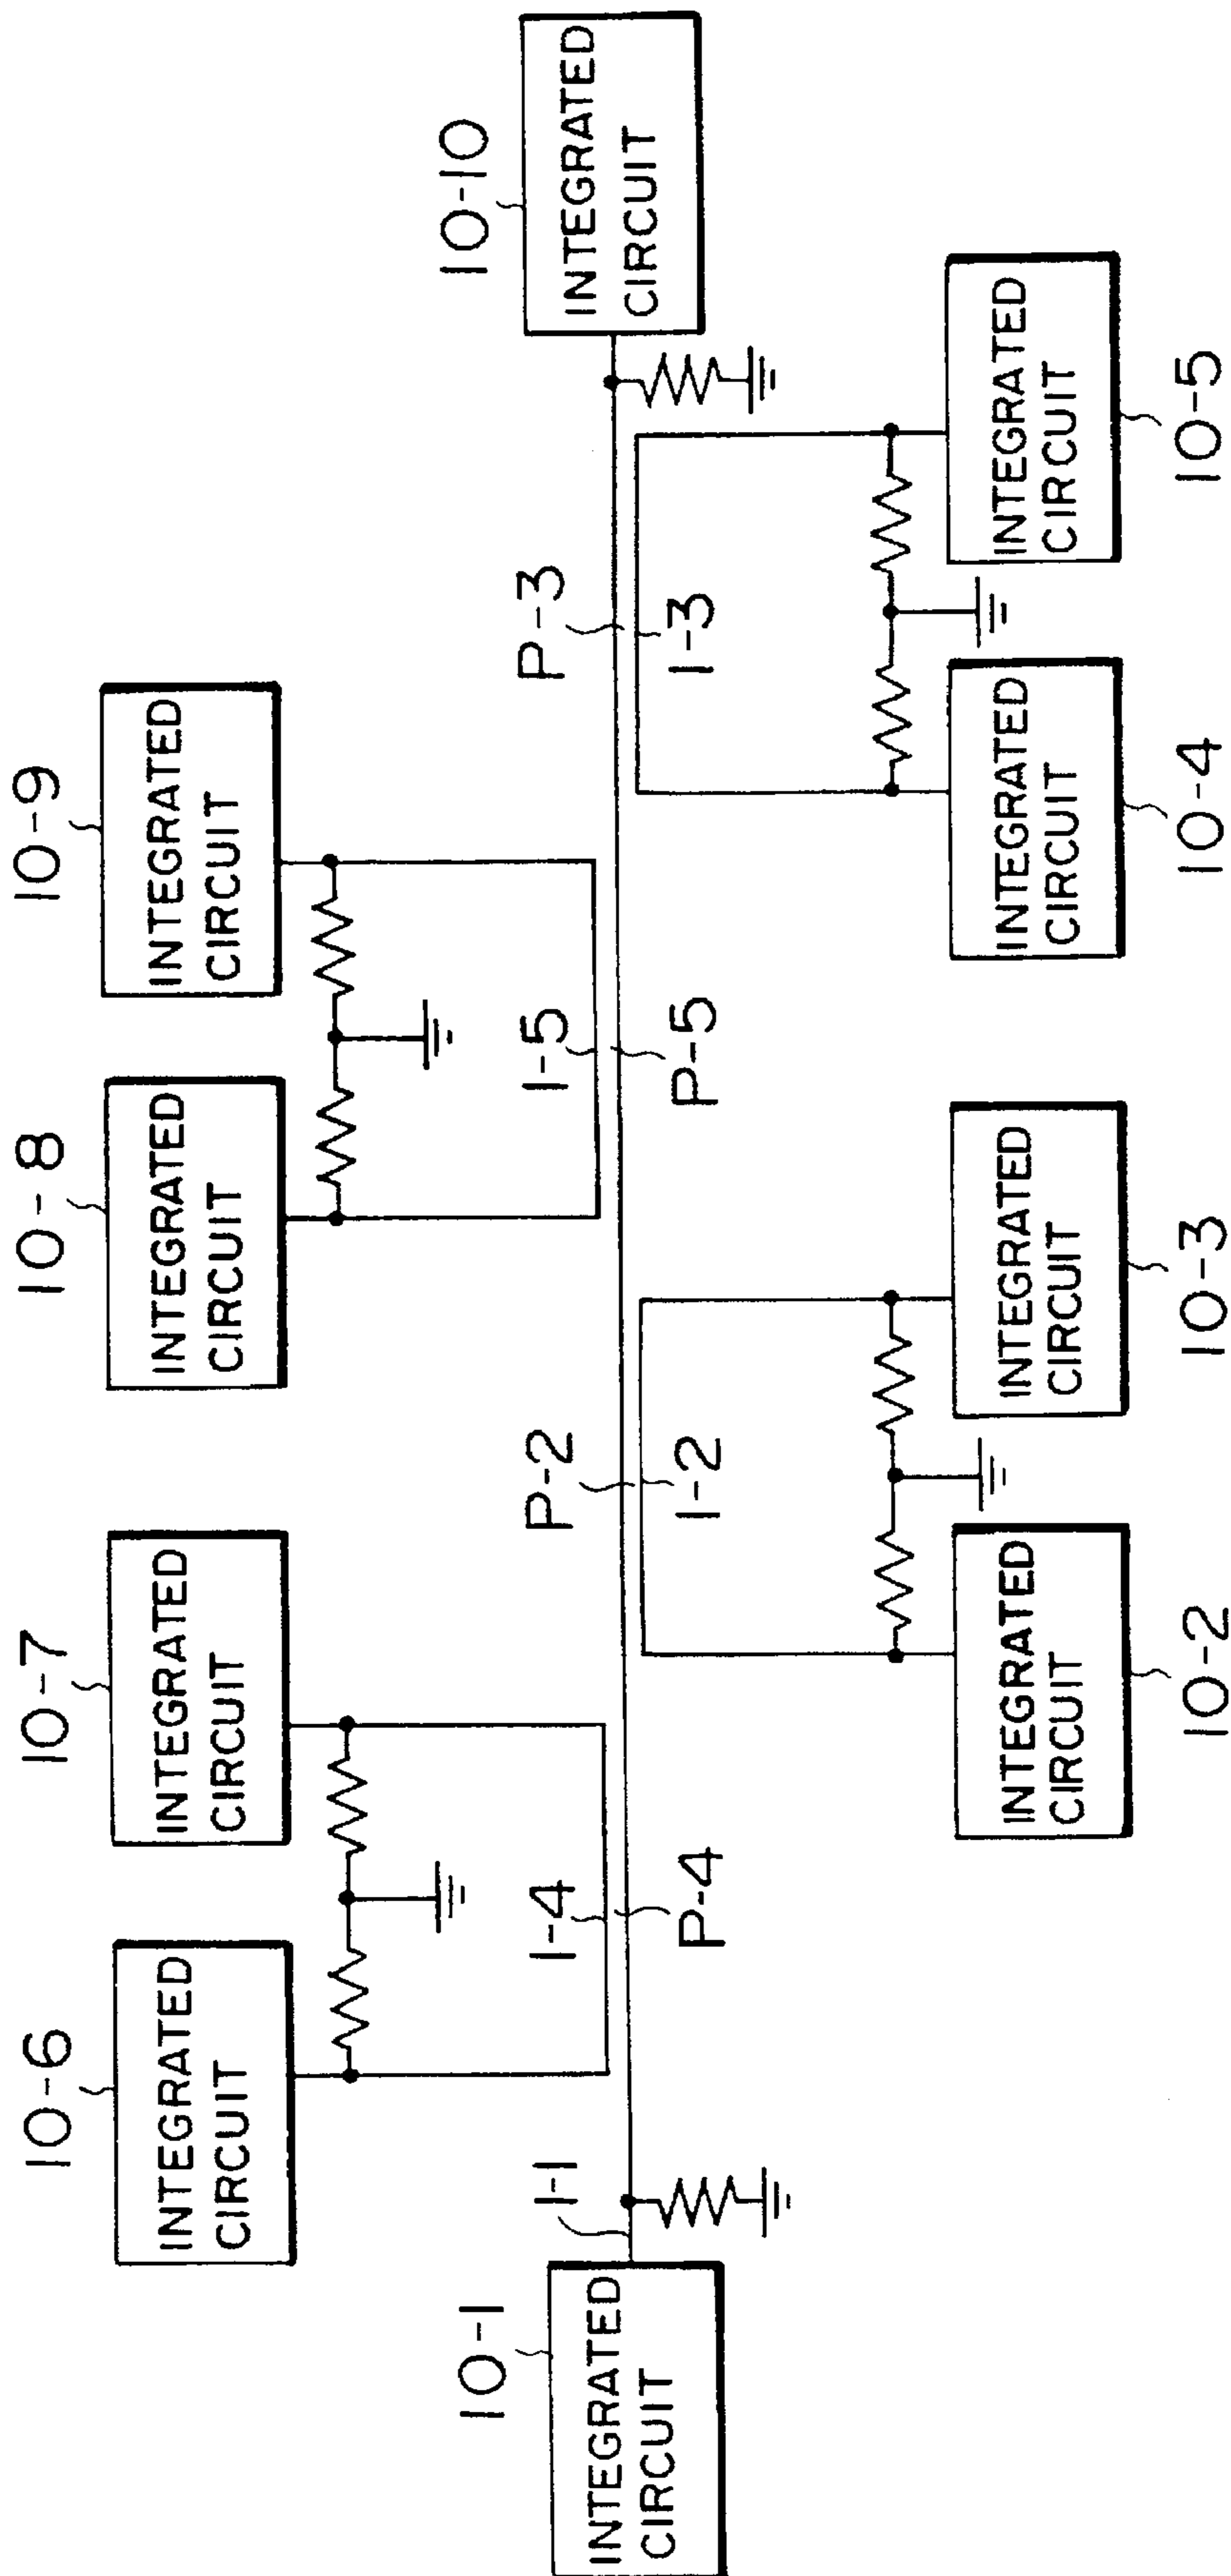 10-6
INTEGRATED
CIRCUIT
10-7
INTEGRATED
CIRCUIT
10-8
INTEGRATED
CIRCUIT
10-9
INTEGRATED
CIRCUIT
10-1
INTEGRATED
CIRCUIT
1-1
1-4
P-4
P-2
1-2
1-5
P-5
P-3
1-3
10-10
INTEGRATED
CIRCUIT
INTEGRATED
CIRCUIT
10-2
INTEGRATED
CIRCUIT
10-3
INTEGRATED
CIRCUIT
10-4
INTEGRATED
CIRCUIT
10-5